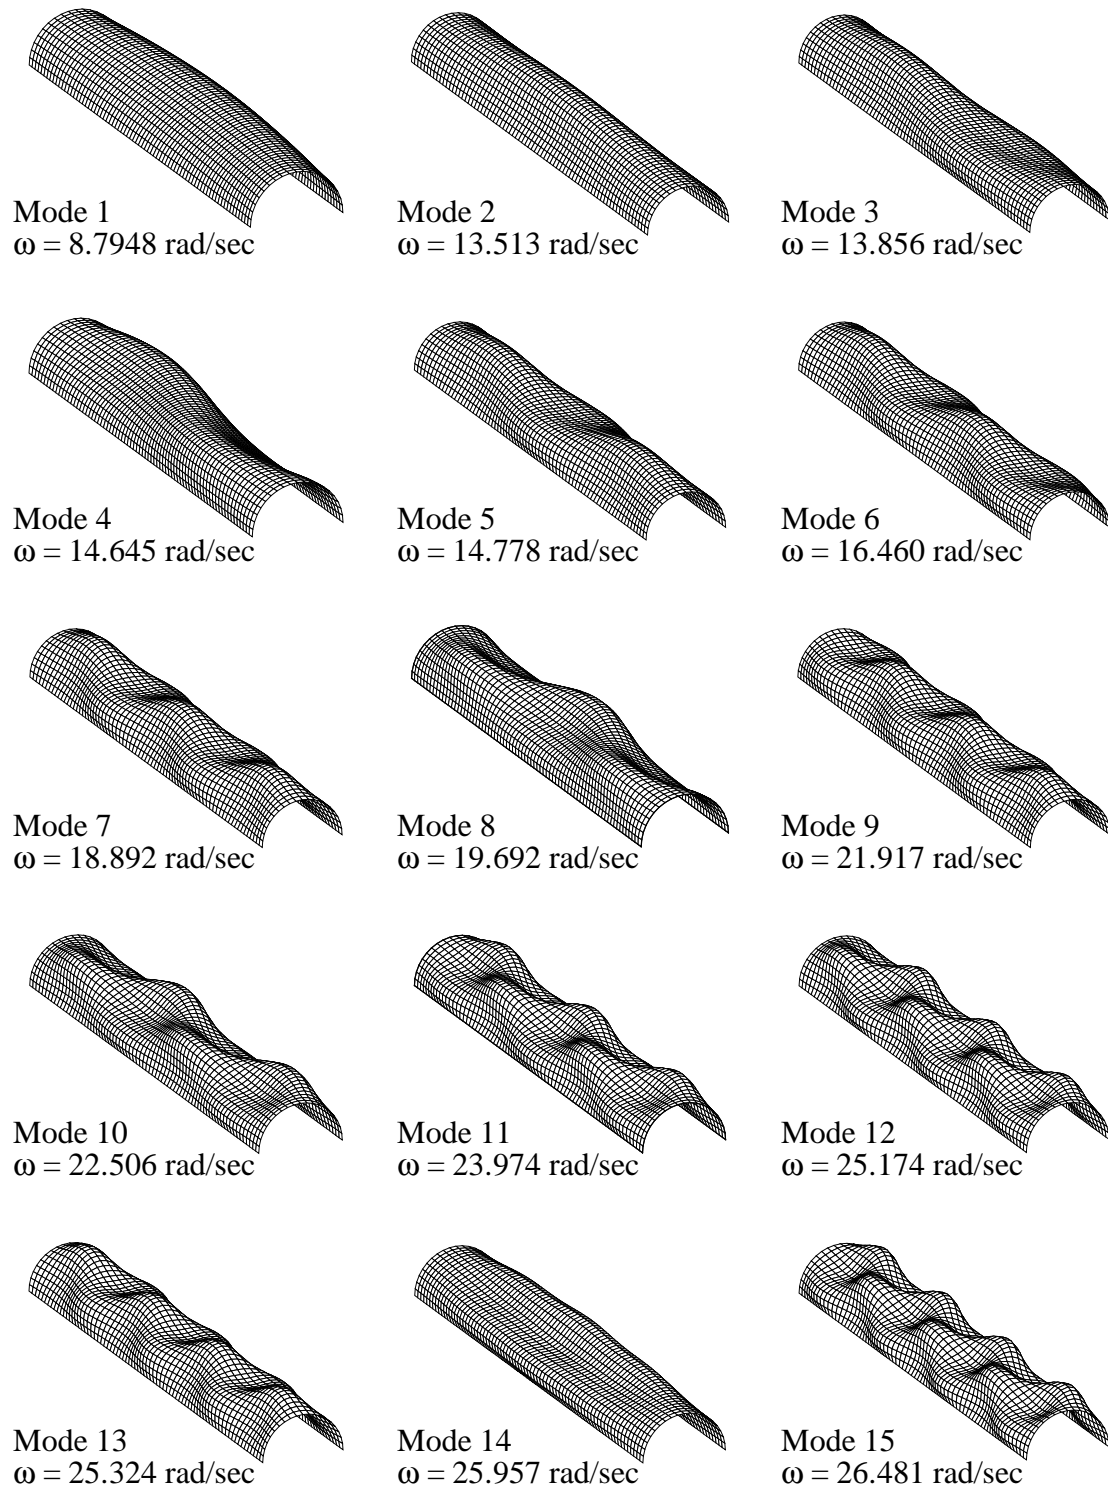 Mode 1
ω = 8.7948 rad/sec
Mode 2
ω = 13.513 rad/sec
Mode 3
ω = 13.856 rad/sec
Mode 4
ω = 14.645 rad/sec
Mode 5
ω = 14.778 rad/sec
Mode 6
ω = 16.460 rad/sec
Mode 7
ω = 18.892 rad/sec
Mode 8
ω = 19.692 rad/sec
Mode 9
ω = 21.917 rad/sec
Mode 10
ω = 22.506 rad/sec
Mode 11
ω = 23.974 rad/sec
Mode 12
ω = 25.174 rad/sec
Mode 13
ω = 25.324 rad/sec
Mode 14
ω = 25.957 rad/sec
Mode 15
ω = 26.481 rad/sec